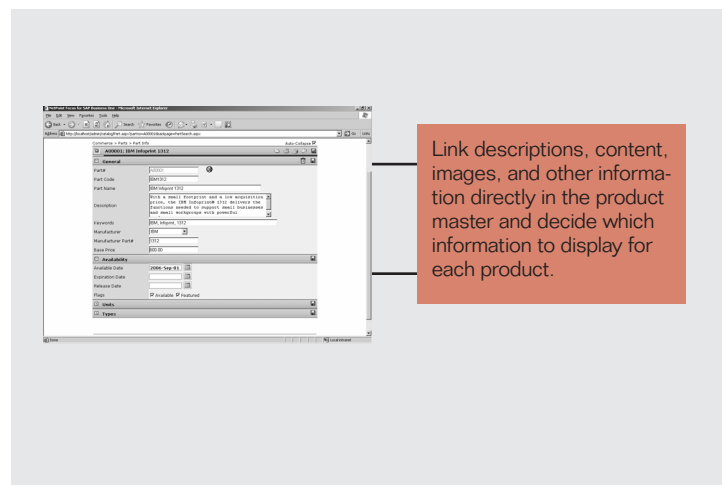 NetPoint Focus for SAP Business One - Microsoft Internet Explorer
File Edit View Favorites Tools Help
Back Search Favorites
Address Go Links
Commerce > Parts > Part Info Auto-Collapse
A00001: IBM Infoprint 1312
General
Part# A00001
Part Code IBM1312
Part Name IBM Infoprint 1312
Description With a small footprint and a low acquisition
price, the IBM Infoprint® 1312 delivers the
functions needed to support small businesses
and small workgroups with powerful
Keywords IBM, Infoprint, 1312
Manufacturer IBM
Manufacturer Part# 1312
Base Price 800.00
Availability
Available Date 2006-Sep-01
Expiration Date
Release Date
Flags Available Featured
Units
Types
Done Local intranet
Link descriptions, content,
images, and other informa-
tion directly in the product
master and decide which
information to display for
each product.